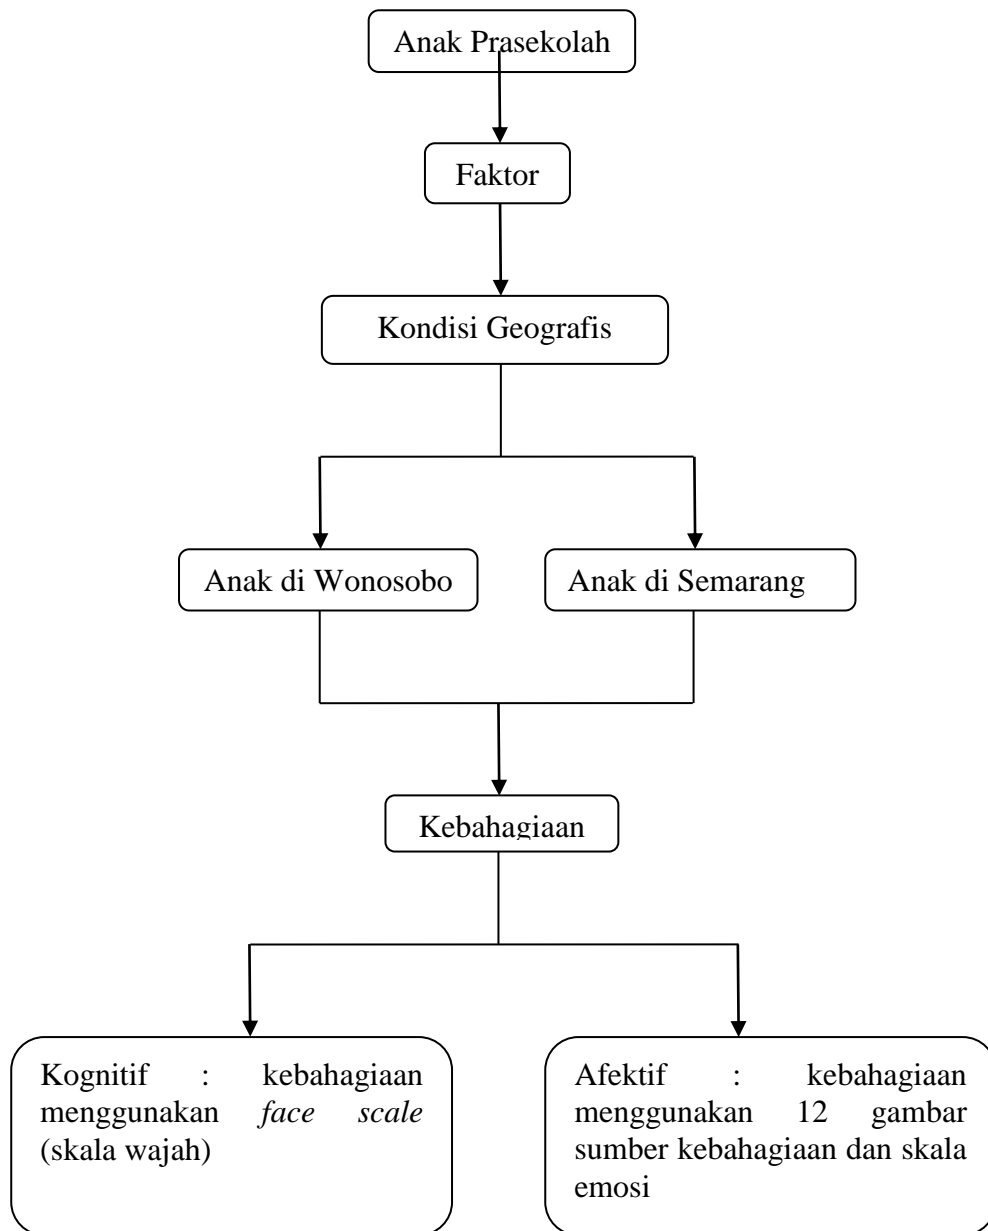 Anak Prasekolah
Faktor
Kondisi Geografis
Anak di Wonosobo
Anak di Semarang
Kebahagiaan
Kognitif : kebahagiaan
menggunakan face scale
(skala wajah)
Afektif : kebahagiaan
menggunakan 12 gambar
sumber kebahagiaan dan skala
emosi